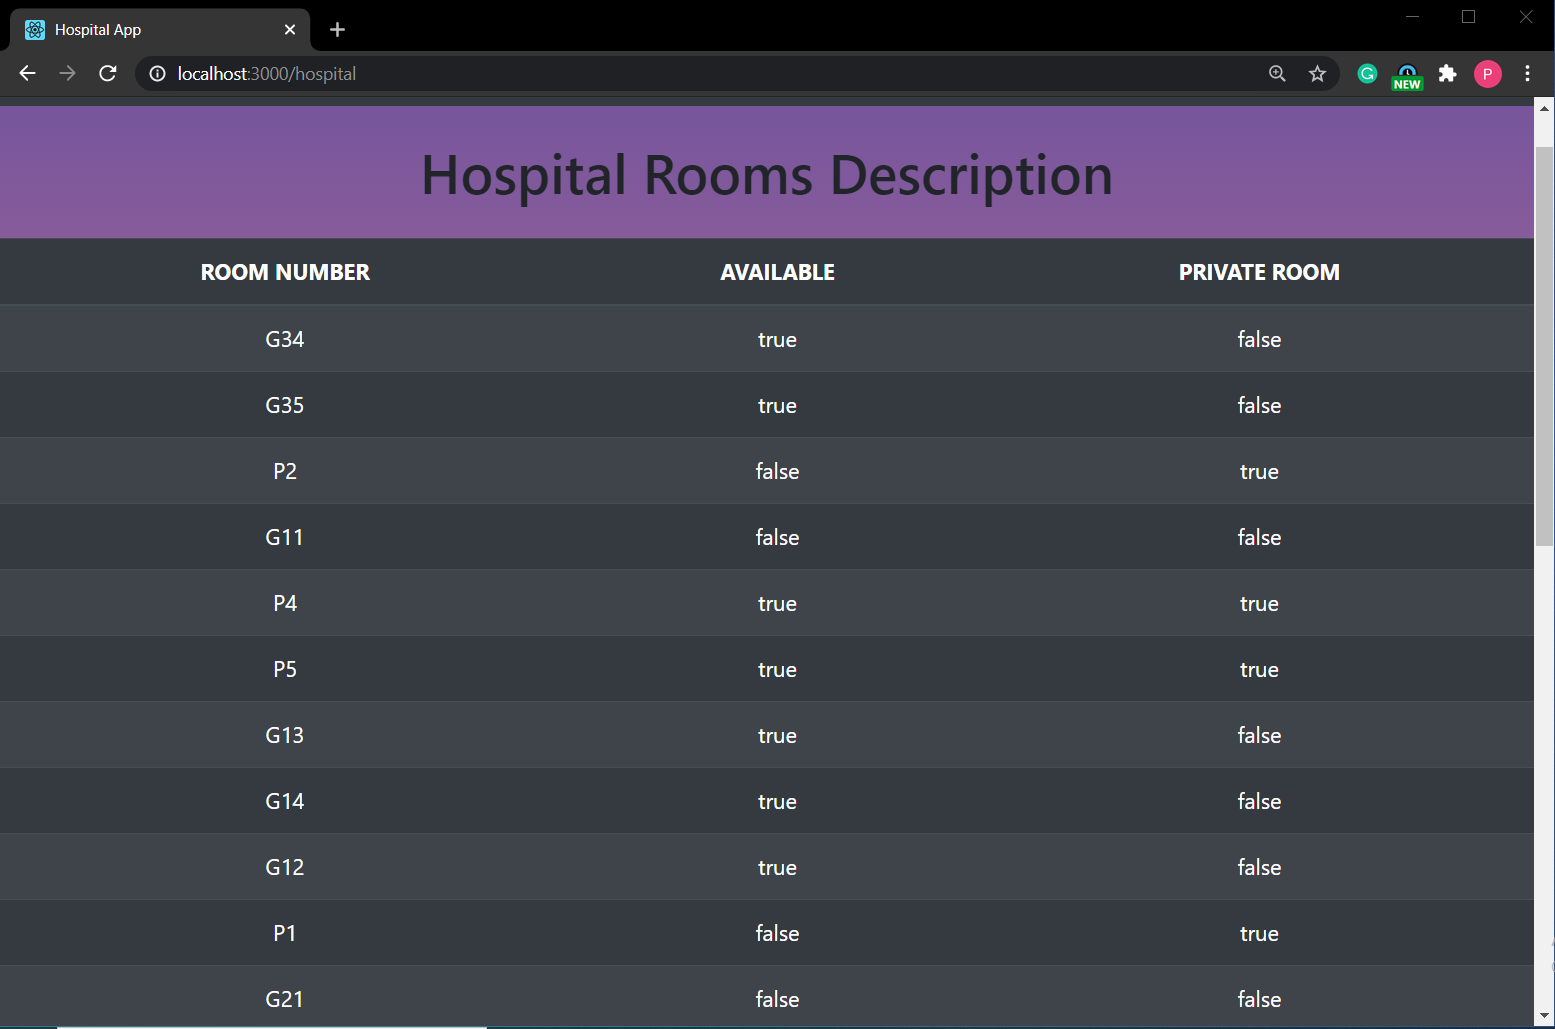 Hospital App
localhost:3000/hospital
G
NEW
P
Hospital Rooms Description
ROOM NUMBER AVAILABLE PRIVATE ROOM
G34 true false
G35 true false
P2 false true
G11 false false
P4 true true
P5 true true
G13 true false
G14 true false
G12 true false
P1 false true
G21 false false